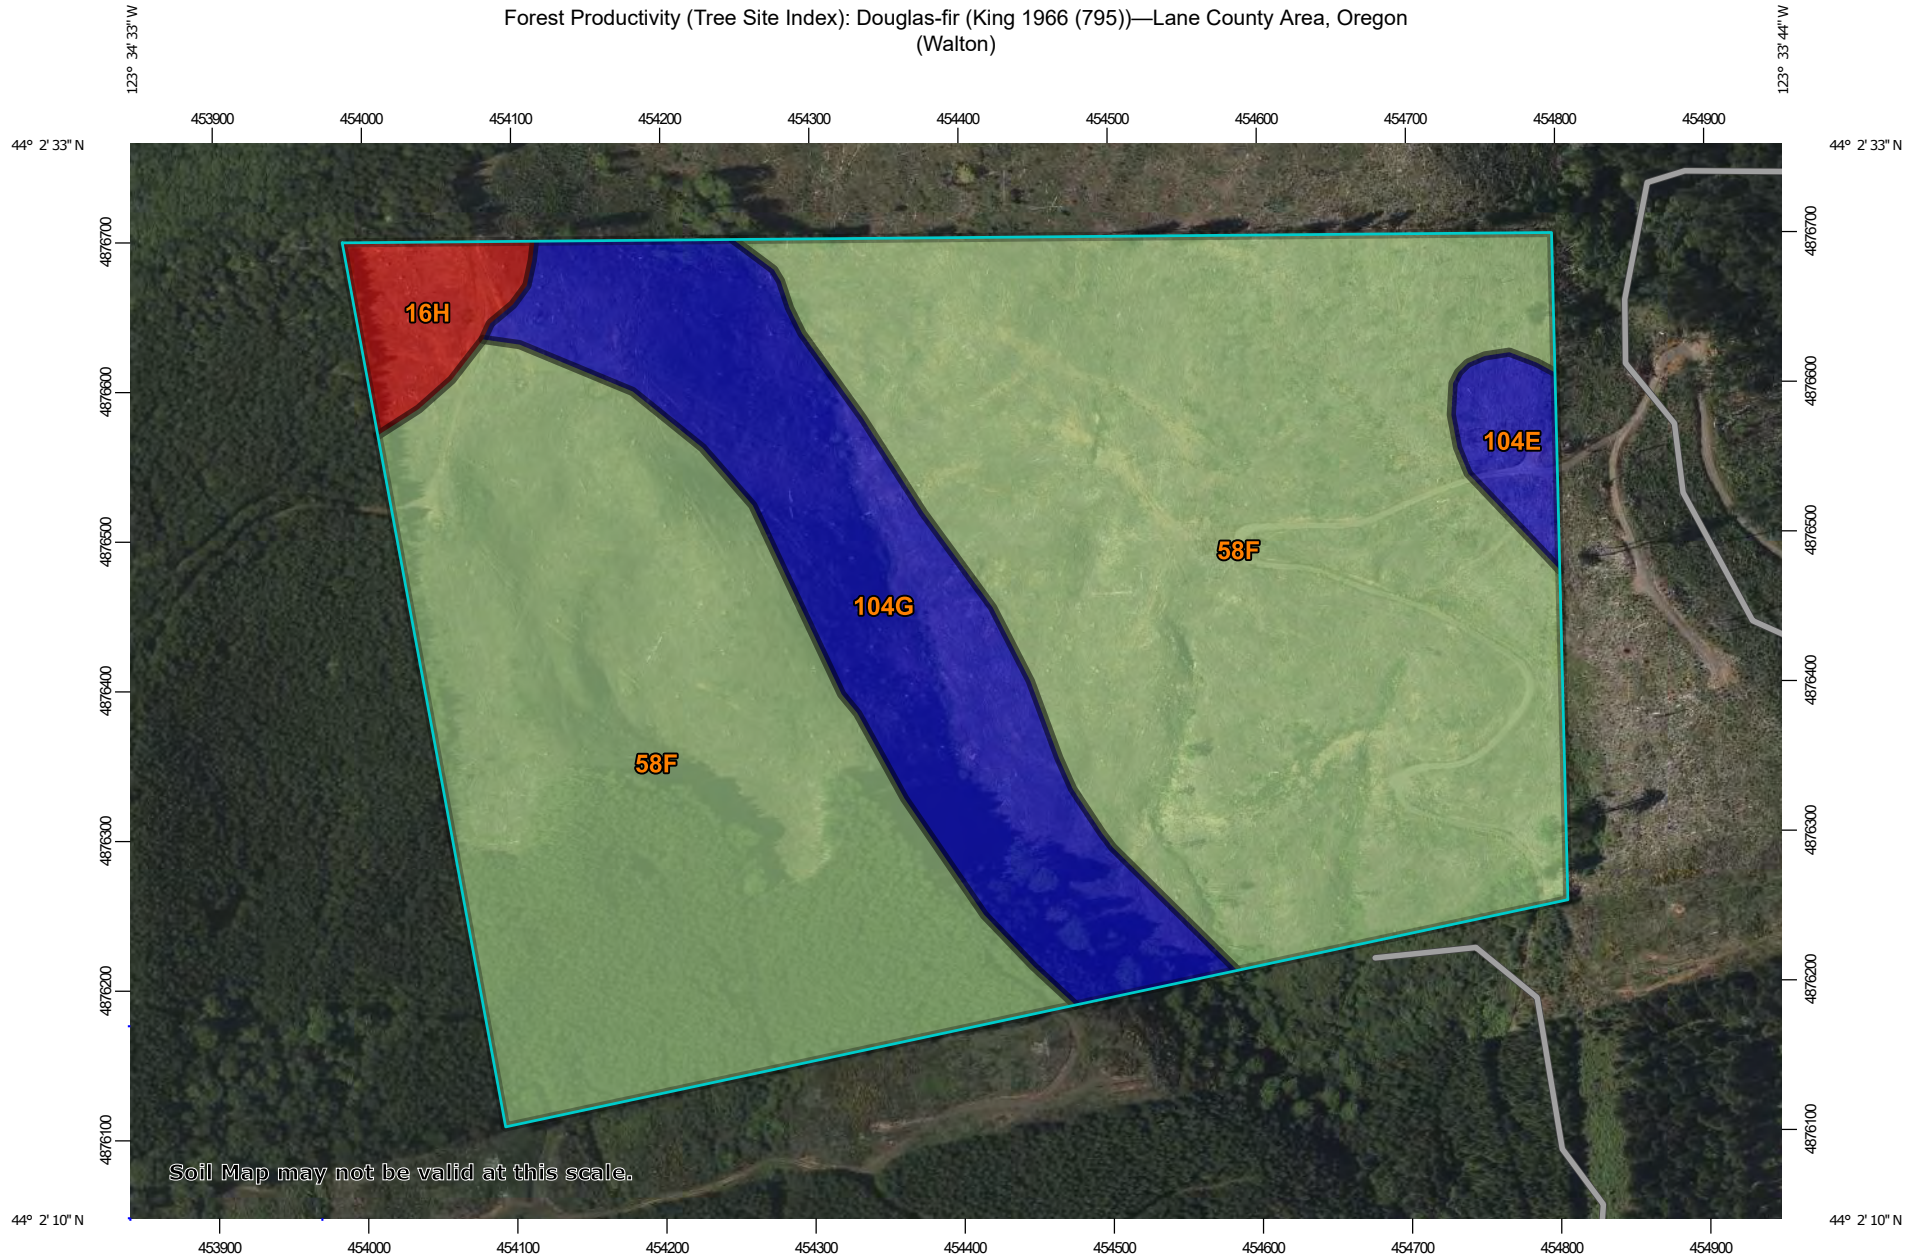 Forest Productivity (Tree Site Index): Douglas-fir (King 1966 (795))—Lane County Area, Oregon
(Walton)
123° 34' 33'' W
123° 33' 44'' W
453900 454000 454100 454200 454300 454400 454500 454600 454700 454800 454900
44° 2' 33'' N
44° 2' 33'' N
4876700
4876700
16H
4876600
4876600
104E
4876500
4876500
58F
104G
4876400
4876400
58F
4876300
4876300
4876200
4876200
4876100
4876100
Soil Map may not be valid at this scale.
44° 2' 10'' N
44° 2' 10'' N
453900 454000 454100 454200 454300 454400 454500 454600 454700 454800 454900